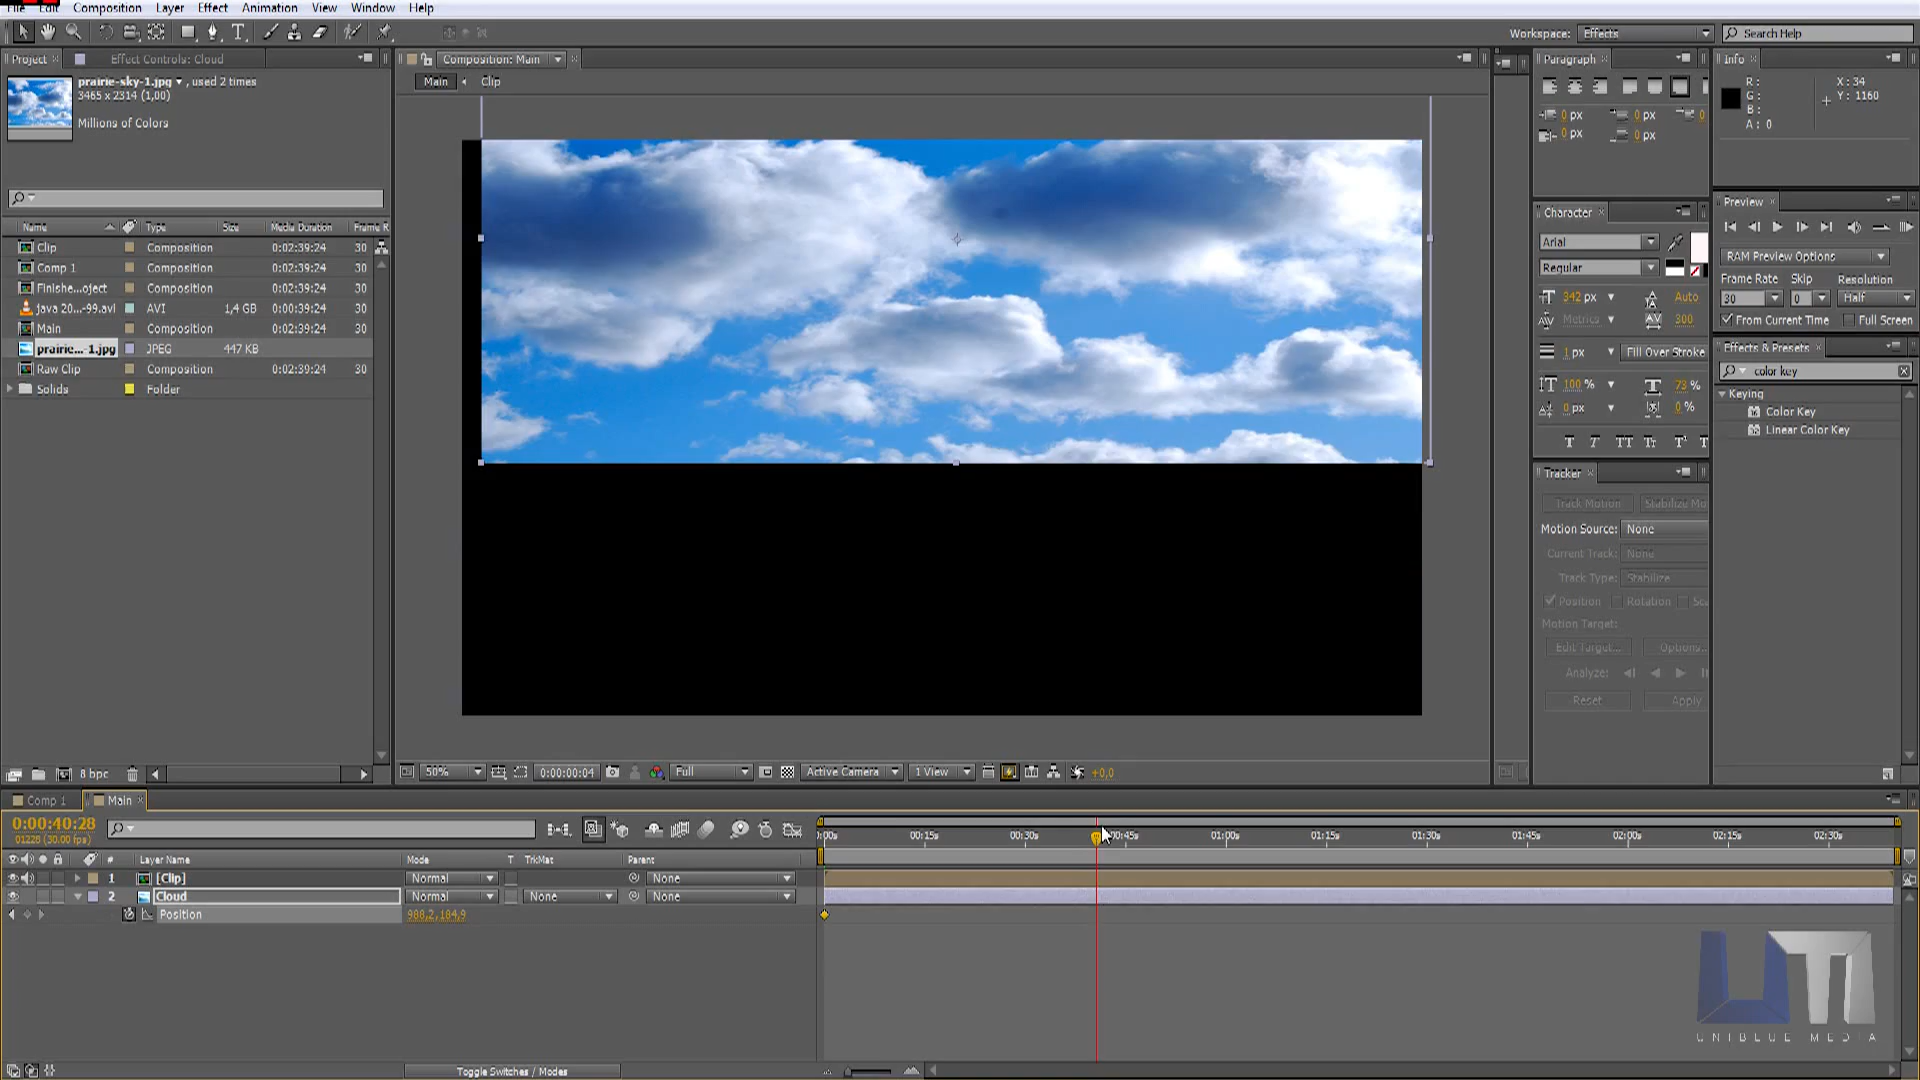 File Edit Composition Layer Effect Animation View Window Help
Workspace: Effects Search Help
Project Effect Controls: Cloud
prairie-sky-1.jpg , used 2 times
3465 x 2314 (1,00)
Millions of Colors
Name Type Size Media Duration Frame R
Clip Composition 0:02:39:24 30
Comp 1 Composition 0:02:39:24 30
Finishe...oject Composition 0:02:39:24 30
java 20...-99.avi AVI 1,4 GB 0:00:39:24 30
Main Composition 0:02:39:24 30
prairie...-1.jpg JPEG 447 KB
Raw Clip Composition 0:02:39:24 30
Solids Folder
8 bpc
Composition: Main
Main Clip
50% 0:00:00:04 Full Active Camera 1 View +0,0
Paragraph
0 px 0 px 0
0 px 0 px
Character
Arial
Regular
342 px Auto
Metrics 300
1 px Fill Over Stroke
100 % 73 %
0 px 0 %
T T TT Tr T' T
Tracker
Track Motion Stabilize Mo
Motion Source: None
Current Track: None
Track Type: Stabilize
Position Rotation Sca
Motion Target:
Edit Target... Options...
Analyze:
Reset Apply
Info
R : X : 34
G : Y : 1160
B :
A : 0
Preview
RAM Preview Options
Frame Rate Skip Resolution
30 0 Half
From Current Time Full Screen
Effects & Presets
color key
Keying
Color Key
Linear Color Key
Comp 1 Main
0:00:40:28
01228 (30.00 fps)
:00s 00:15s 00:30s 00:45s 01:00s 01:15s 01:30s 01:45s 02:00s 02:15s 02:30s
# Layer Name Mode T TrkMat Parent
1 [Clip] Normal None
2 Cloud Normal None None
Position 988,2,184,9
Toggle Switches / Modes
UNIBLUE MEDIA